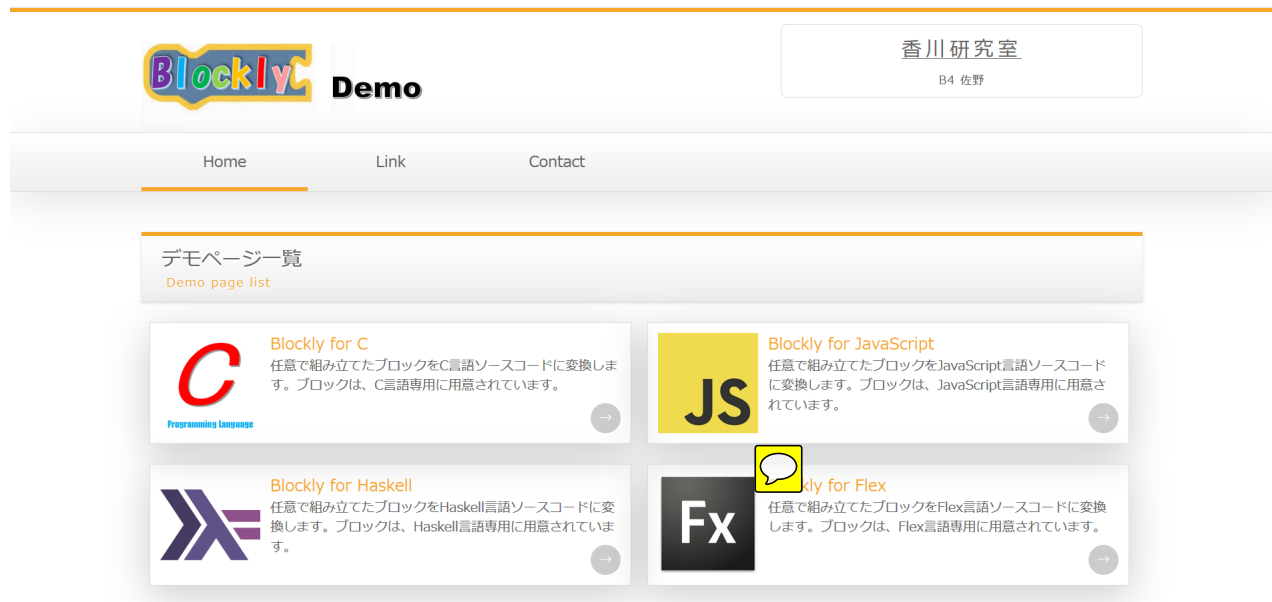 BlocklyC
Demo
香川研究室
B4 佐野
Home
Link
Contact
デモページ一覧
Demo page list
C
Programming Language
Blockly for C
任意で組み立てたブロックをC言語ソースコードに変換しま
す。ブロックは、C言語専用に用意されています。
→
JS
Blockly for JavaScript
任意で組み立てたブロックをJavaScript言語ソースコード
に変換します。ブロックは、JavaScript言語専用に用意さ
れています。
→
Blockly for Haskell
任意で組み立てたブロックをHaskell言語ソースコードに変
換します。ブロックは、Haskell言語専用に用意されていま
す。
→
Fx
kly for Flex
任意で組み立てたブロックをFlex言語ソースコードに変換
します。ブロックは、Flex言語専用に用意されています。
→